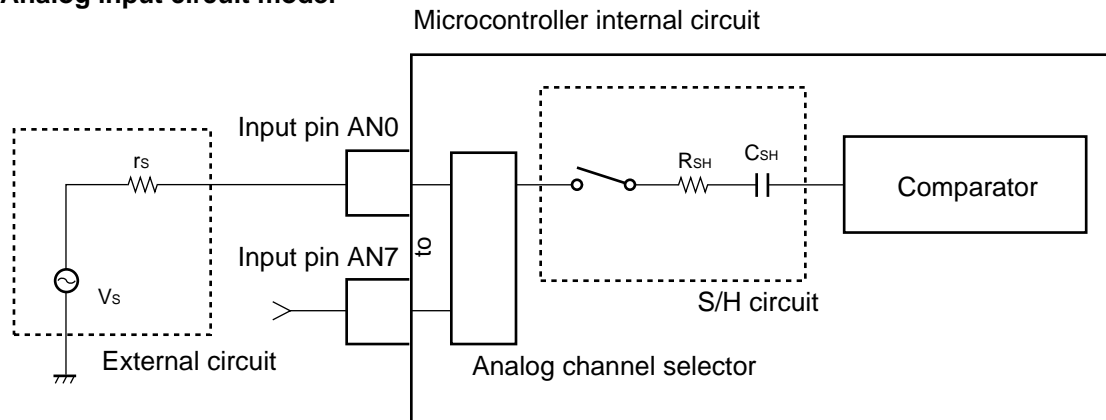 Analog input circuit model
Microcontroller internal circuit
Input pin AN0
rS
RSH
CSH
Comparator
to
Input pin AN7
VS
S/H circuit
External circuit
Analog channel selector